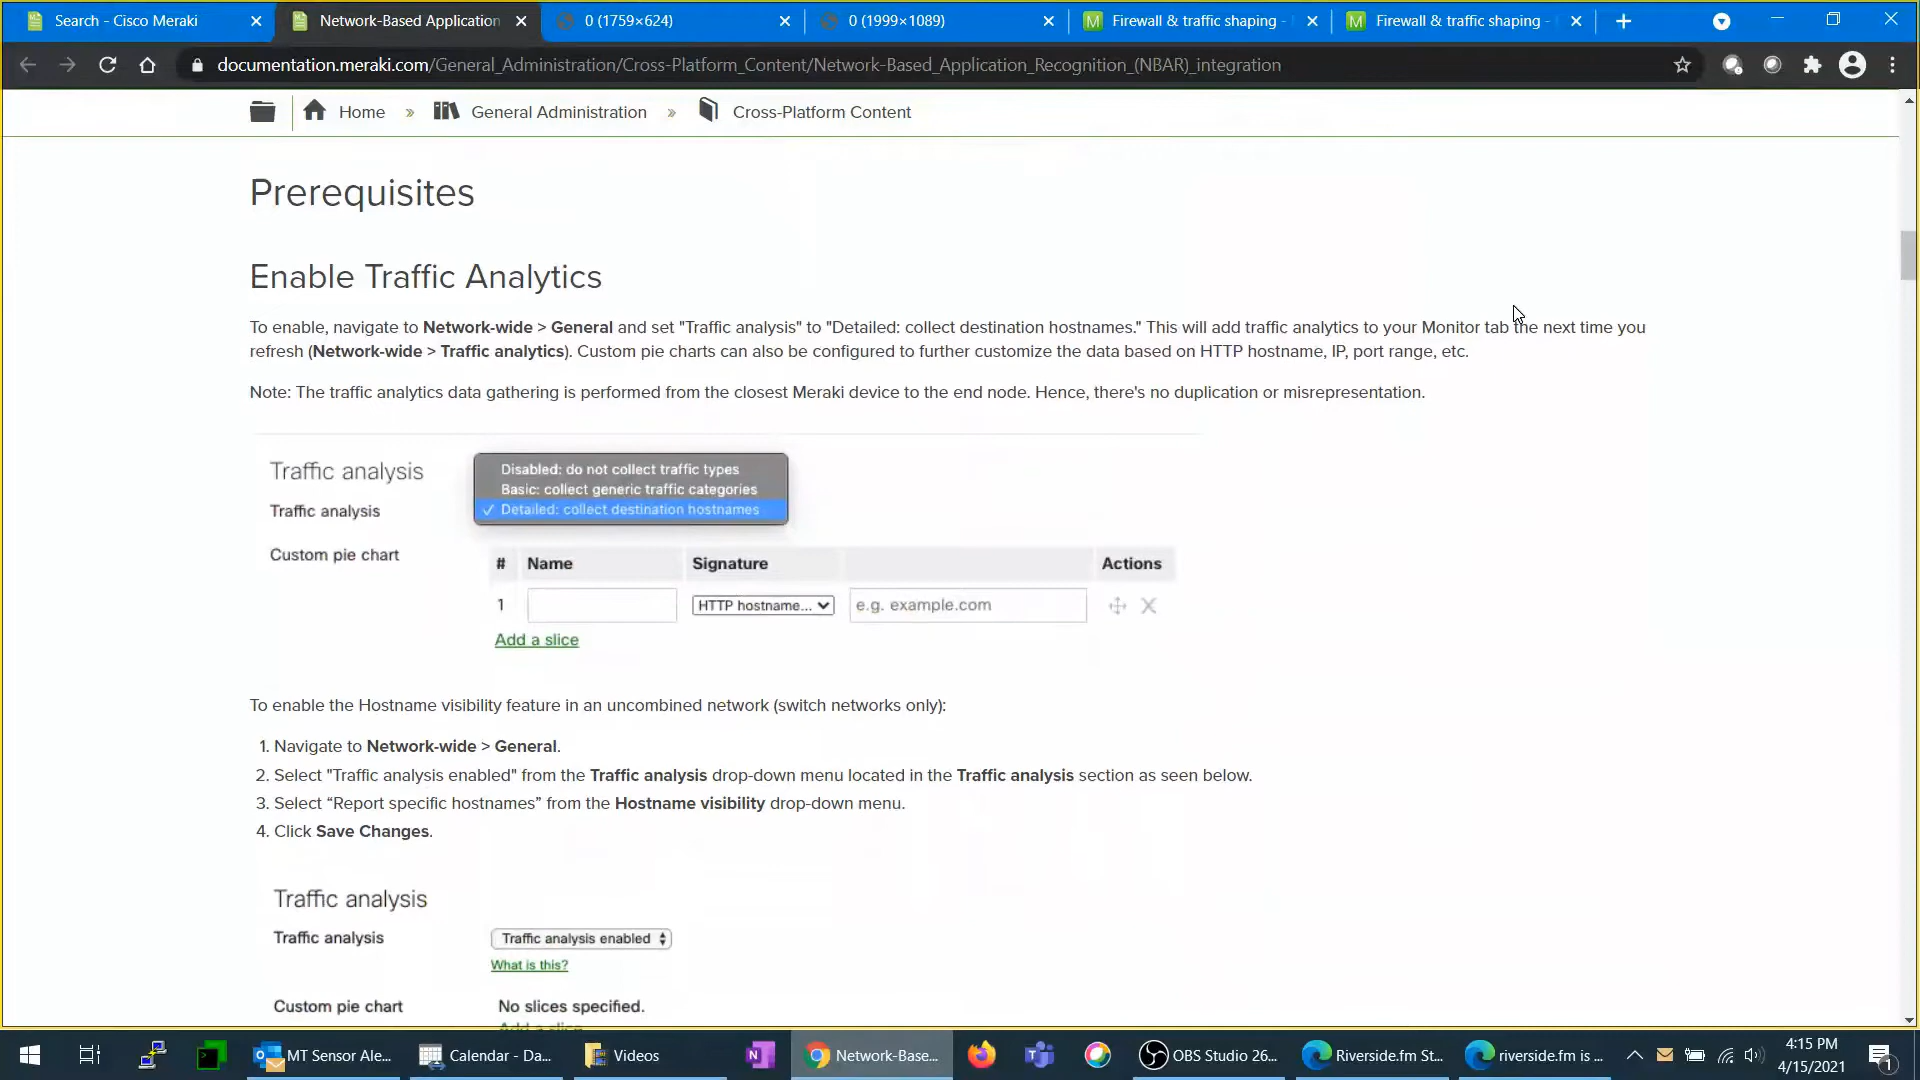 Search - Cisco Meraki
Network-Based Application
0 (1759×624)
0 (1999×1089)
Firewall & traffic shaping -
Firewall & traffic shaping -
documentation.meraki.com/General_Administration/Cross-Platform_Content/Network-Based_Application_Recognition_(NBAR)_integration
Home » General Administration » Cross-Platform Content
Prerequisites
Enable Traffic Analytics
To enable, navigate to Network-wide > General and set "Traffic analysis" to "Detailed: collect destination hostnames." This will add traffic analytics to your Monitor tab the next time you
refresh (Network-wide > Traffic analytics). Custom pie charts can also be configured to further customize the data based on HTTP hostname, IP, port range, etc.
Note: The traffic analytics data gathering is performed from the closest Meraki device to the end node. Hence, there's no duplication or misrepresentation.
Traffic analysis
Disabled: do not collect traffic types
Basic: collect generic traffic categories
Traffic analysis
✓ Detailed: collect destination hostnames
Custom pie chart
# Name Signature Actions
1 HTTP hostname... e.g. example.com
Add a slice
To enable the Hostname visibility feature in an uncombined network (switch networks only):
1. Navigate to Network-wide > General.
2. Select "Traffic analysis enabled" from the Traffic analysis drop-down menu located in the Traffic analysis section as seen below.
3. Select “Report specific hostnames” from the Hostname visibility drop-down menu.
4. Click Save Changes.
Traffic analysis
Traffic analysis Traffic analysis enabled
What is this?
Custom pie chart No slices specified.
Add a slice
MT Sensor Ale...
Calendar - Da...
Videos
Network-Base...
OBS Studio 26...
Riverside.fm St...
riverside.fm is ...
4:15 PM
4/15/2021
1